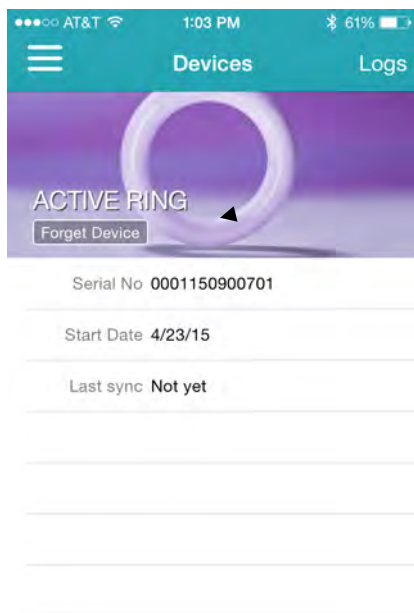 AT&T 1:03 PM 61%
Devices Logs
ACTIVE RING
Forget Device
Serial No 0001150900701
Start Date 4/23/15
Last sync Not yet